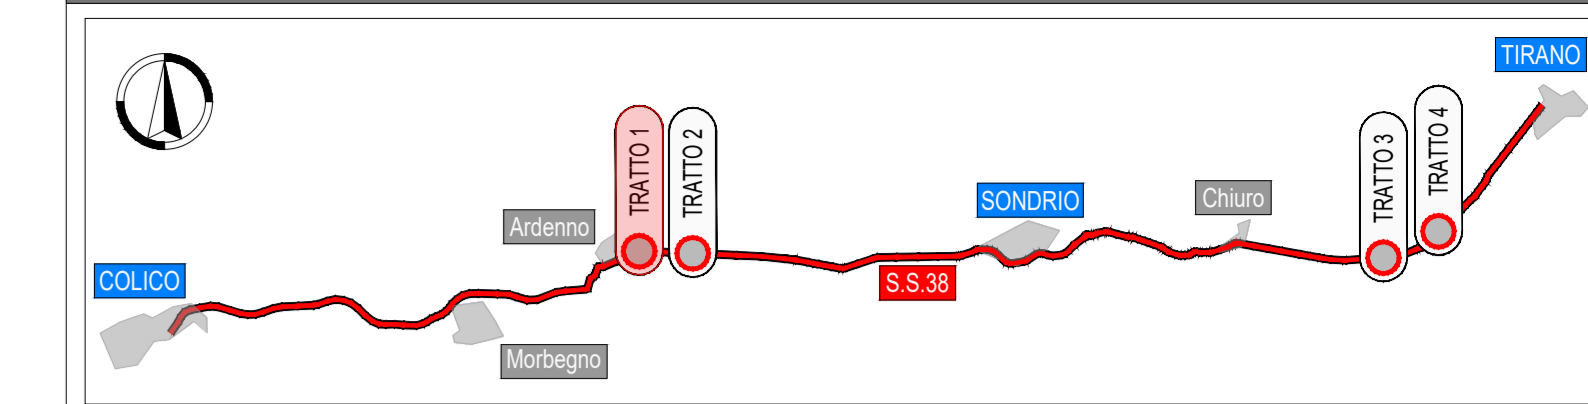 TIRANO
TRATTO 1
TRATTO 2
TRATTO 3
TRATTO 4
SONDRIO
Chiuro
Ardenno
COLICO
S.S.38
Morbegno